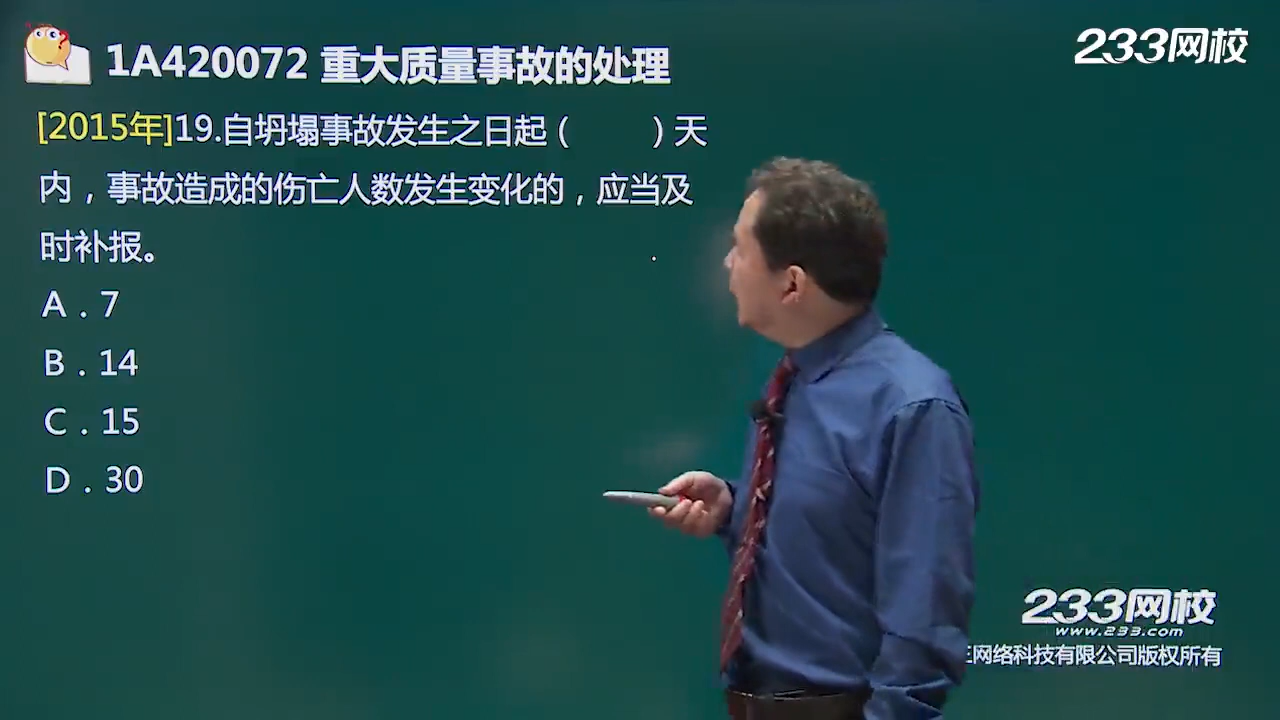 1A420072 重大质量事故的处理
233网校
[2015年]19.自坍塌事故发生之日起（　　）天
内，事故造成的伤亡人数发生变化的，应当及
时补报。
A．7
B．14
C．15
D．30
233网校
www.233.com
网络科技有限公司版权所有